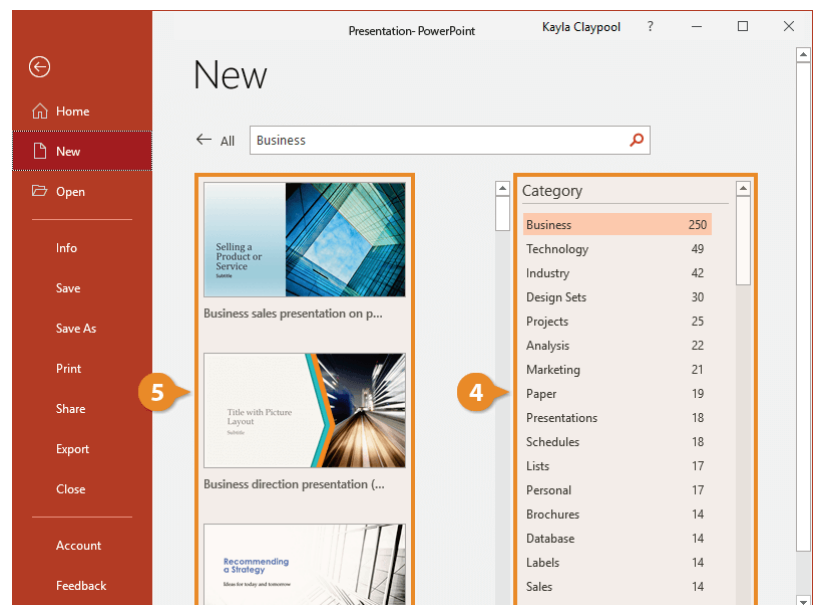 Presentation- PowerPoint
Kayla Claypool
?
Home
New
Open
Info
Save
Save As
Print
Share
Export
Close
Account
Feedback
New
All
Business
Selling a
Product or
Service
Subtitle
Business sales presentation on p...
5
Title with Picture
Layout
Subtitle
Business direction presentation (...
Recommending
a Strategy
Ideas for today and tomorrow
4
Category
Business 250
Technology 49
Industry 42
Design Sets 30
Projects 25
Analysis 22
Marketing 21
Paper 19
Presentations 18
Schedules 18
Lists 17
Personal 17
Brochures 14
Database 14
Labels 14
Sales 14